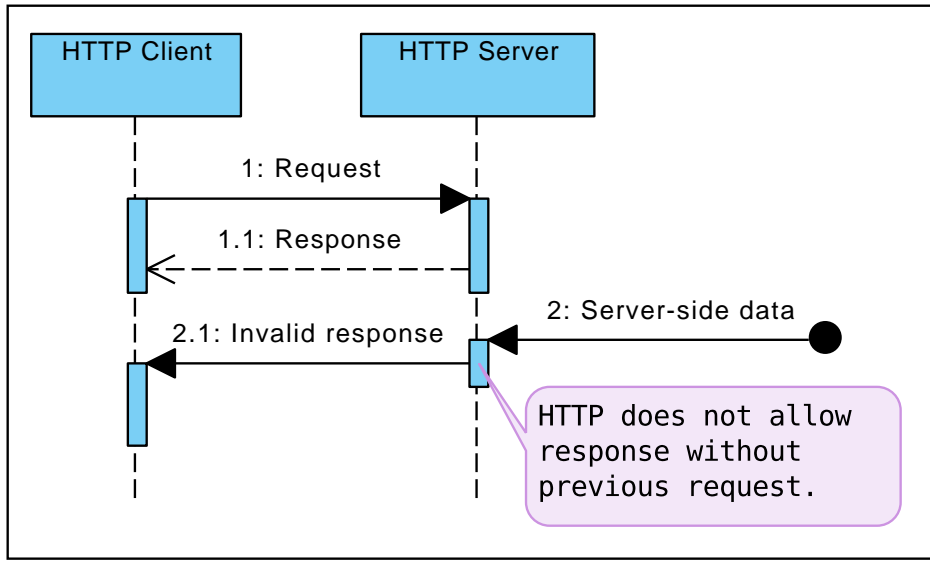 HTTP Client
HTTP Server
1: Request
1.1: Response
2: Server-side data
2.1: Invalid response
HTTP does not allow
response without
previous request.